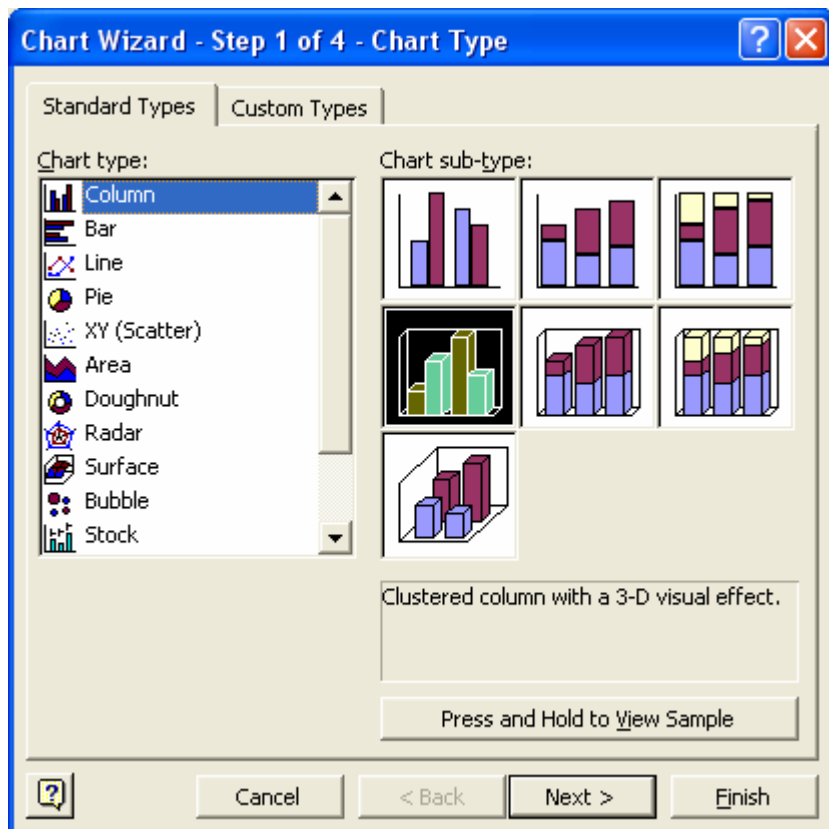 Chart Wizard - Step 1 of 4 - Chart Type
Standard Types
Custom Types
Chart type:
Column
Bar
Line
Pie
XY (Scatter)
Area
Doughnut
Radar
Surface
Bubble
Stock
Chart sub-type:
Clustered column with a 3-D visual effect.
Press and Hold to View Sample
Cancel
< Back
Next >
Finish